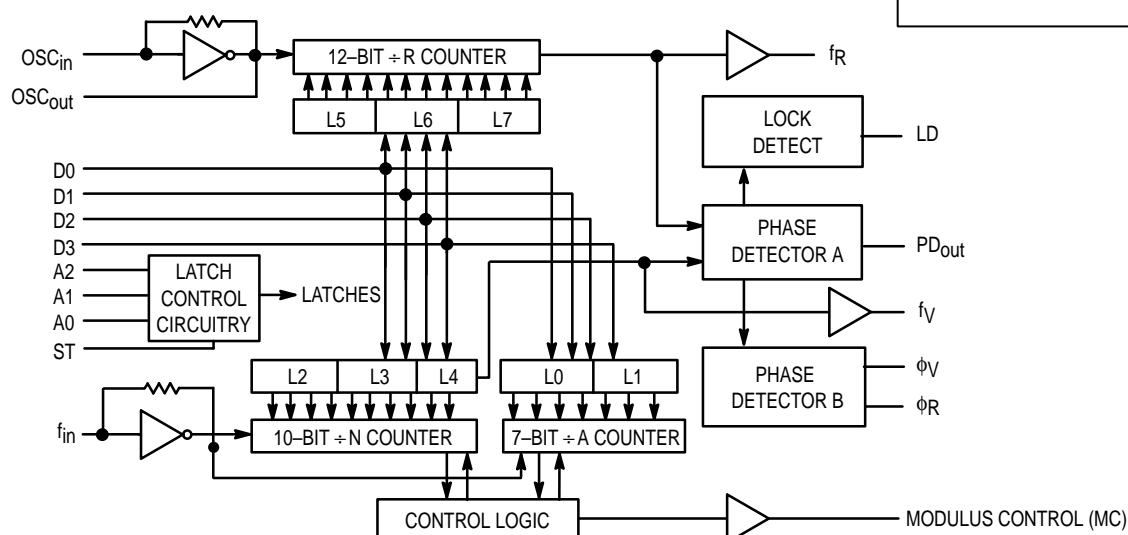 OSCin
OSCout
12–BIT ÷ R COUNTER
fR
L5 L6 L7
LOCK
DETECT
LD
D0
D1
D2
D3
A2
A1
A0
ST
LATCH
CONTROL
CIRCUITRY
LATCHES
PHASE
DETECTOR A
PDout
fV
PHASE
DETECTOR B
ϕV
ϕR
L2 L3 L4
L0 L1
fin
10–BIT ÷ N COUNTER
7–BIT ÷ A COUNTER
CONTROL LOGIC
MODULUS CONTROL (MC)